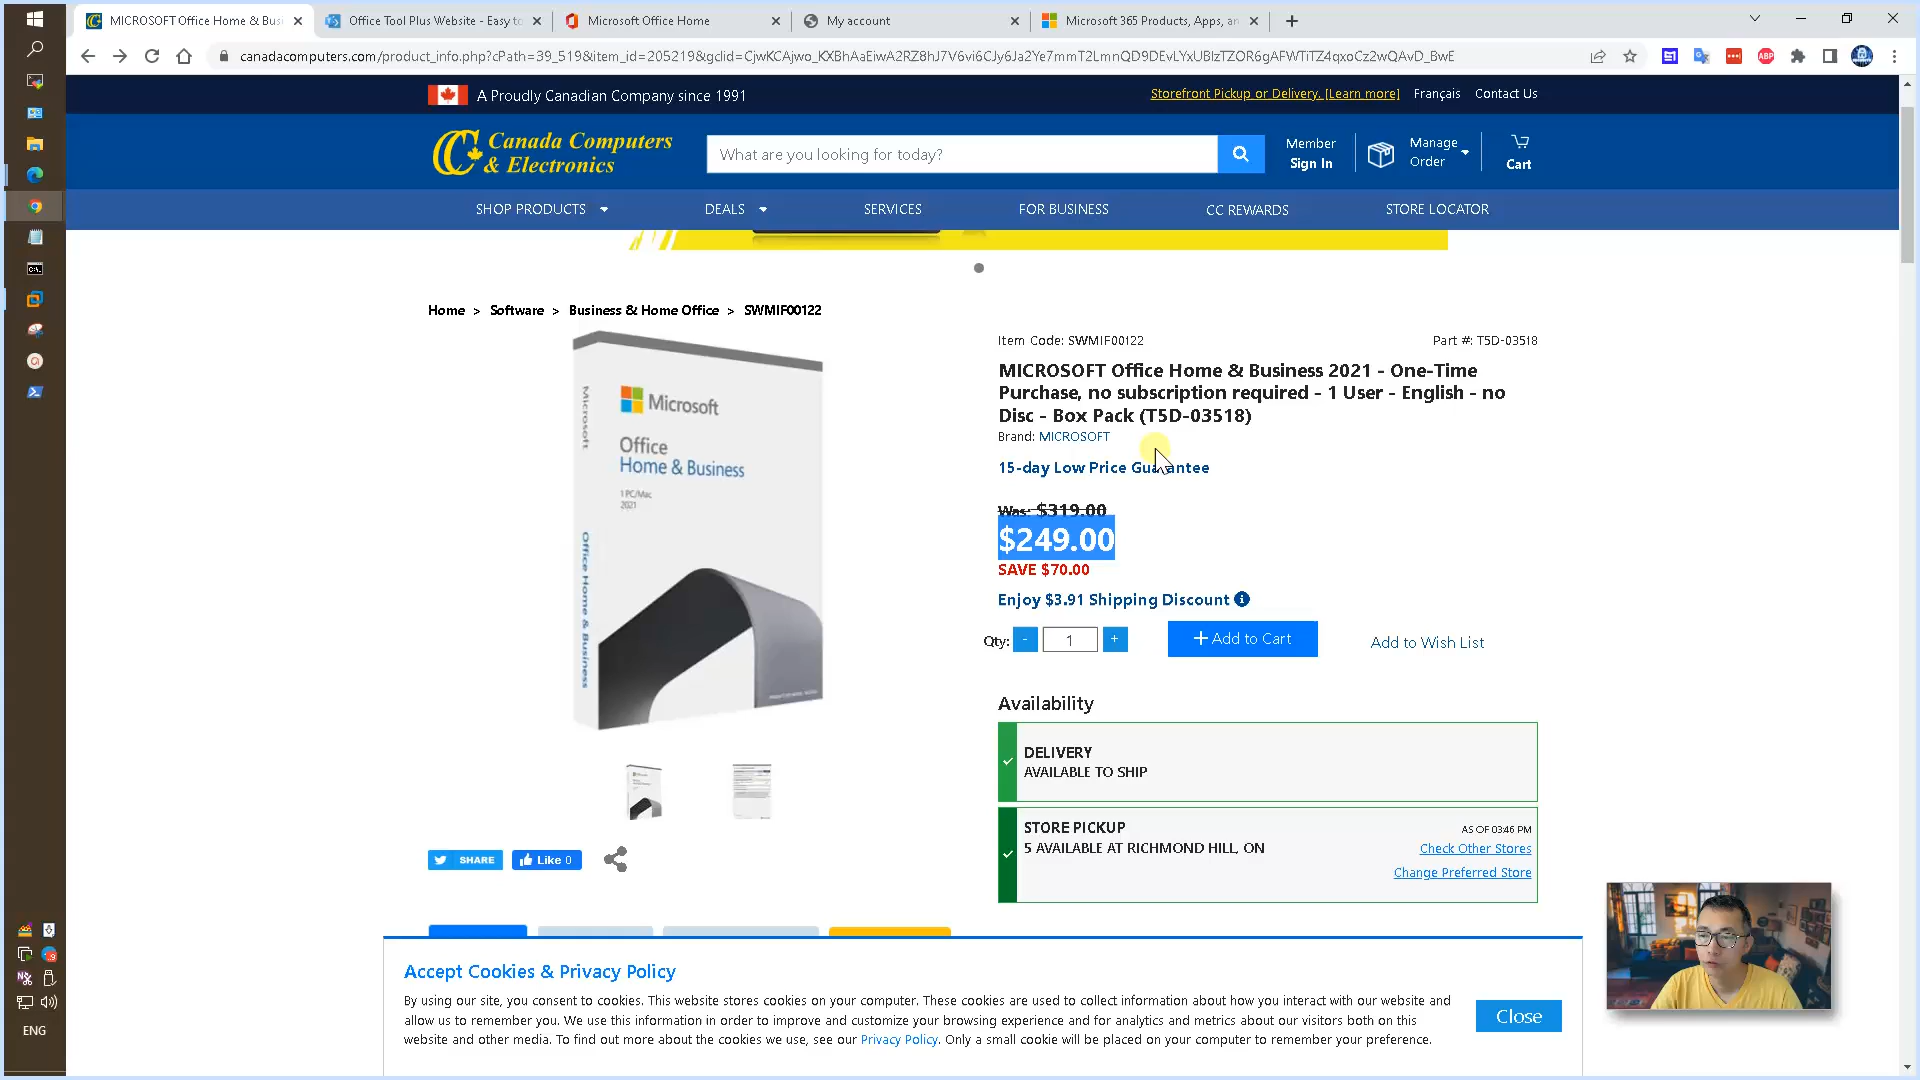 MICROSOFT Office Home & Busi
Office Tool Plus Website - Easy to
Microsoft Office Home
My account
Microsoft 365 Products, Apps, an
canadacomputers.com/product_info.php?cPath=39_519&item_id=205219&gclid=CjwKCAjwo_KXBhAaEiwA2RZ8hJ7V6vi6CJy6Ja2Ye7mmT2LmnQD9DEvLYxUBlzTZOR6gAFWTiTZ4qxoCz2wQAvD_BwE
ABP
A Proudly Canadian Company since 1991
Storefront Pickup or Delivery. [Learn more]
Français
Contact Us
Canada Computers
& Electronics
What are you looking for today?
Member
Sign In
Manage
Order
Cart
SHOP PRODUCTS
DEALS
SERVICES
FOR BUSINESS
CC REWARDS
STORE LOCATOR
Home > Software > Business & Home Office > SWMIF00122
Microsoft
Office
Home & Business
1 PC/Mac
2021
Microsoft
Office Home & Business
Item Code: SWMIF00122
Part #: T5D-03518
MICROSOFT Office Home & Business 2021 - One-Time
Purchase, no subscription required - 1 User - English - no
Disc - Box Pack (T5D-03518)
Brand: MICROSOFT
15-day Low Price Guarantee
Was: $319.00
$249.00
SAVE $70.00
Enjoy $3.91 Shipping Discount
Qty: - 1 +
Add to Cart
Add to Wish List
Availability
DELIVERY
AVAILABLE TO SHIP
STORE PICKUP
AS OF 03:46 PM
5 AVAILABLE AT RICHMOND HILL, ON
Check Other Stores
Change Preferred Store
SHARE
Like 0
Accept Cookies & Privacy Policy
By using our site, you consent to cookies. This website stores cookies on your computer. These cookies are used to collect information about how you interact with our website and
allow us to remember you. We use this information in order to improve and customize your browsing experience and for analytics and metrics about our visitors both on this
website and other media. To find out more about the cookies we use, see our Privacy Policy. Only a small cookie will be placed on your computer to remember your preference.
Close
ENG